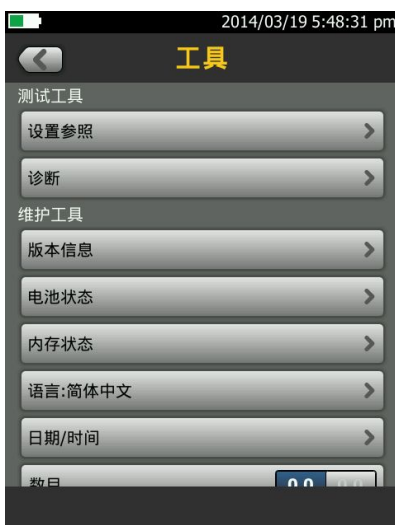 2014/03/19 5:48:31 pm
工具
测试工具
设置参照
诊断
维护工具
版本信息
电池状态
内存状态
语言:简体中文
日期/时间
数目